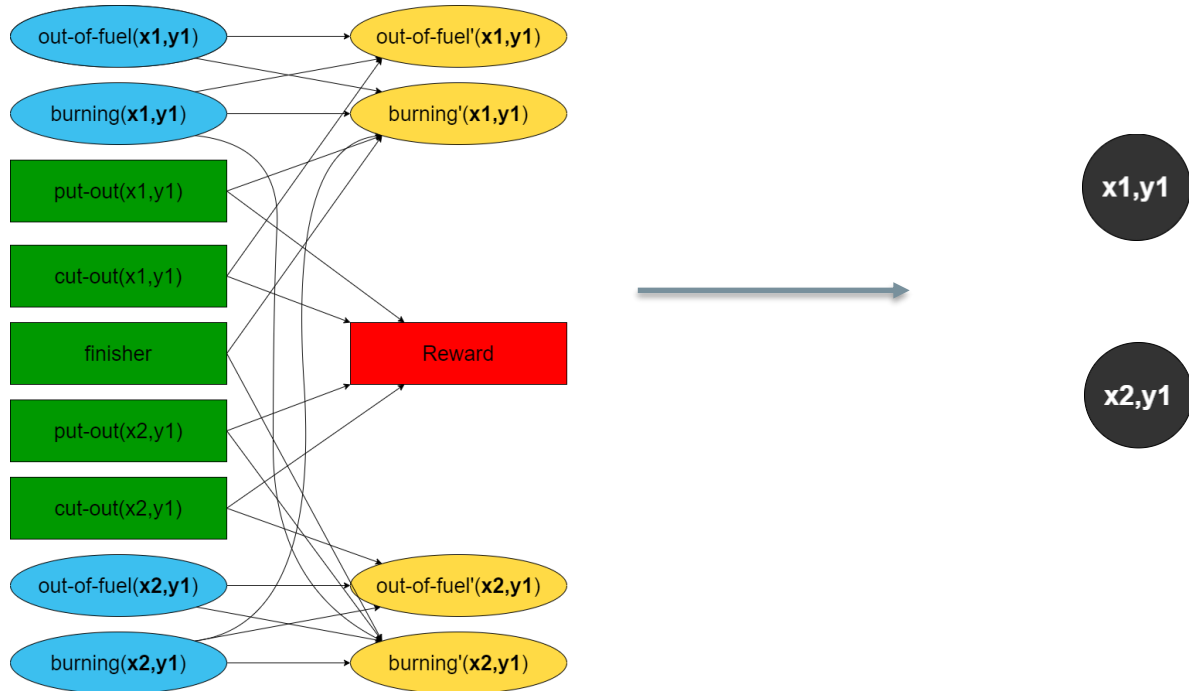 out-of-fuel(x1,y1)
out-of-fuel'(x1,y1)
burning(x1,y1)
burning'(x1,y1)
put-out(x1,y1)
x1,y1
cut-out(x1,y1)
finisher
Reward
x2,y1
put-out(x2,y1)
cut-out(x2,y1)
out-of-fuel(x2,y1)
out-of-fuel'(x2,y1)
burning(x2,y1)
burning'(x2,y1)